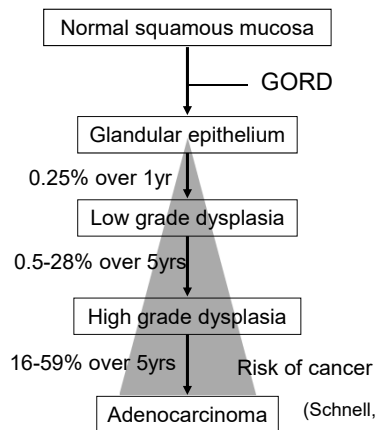 Normal squamous mucosa
GORD
Glandular epithelium
0.25% over 1yr
Low grade dysplasia
0.5-28% over 5yrs
High grade dysplasia
16-59% over 5yrs
Risk of cancer
Adenocarcinoma
(Schnell,